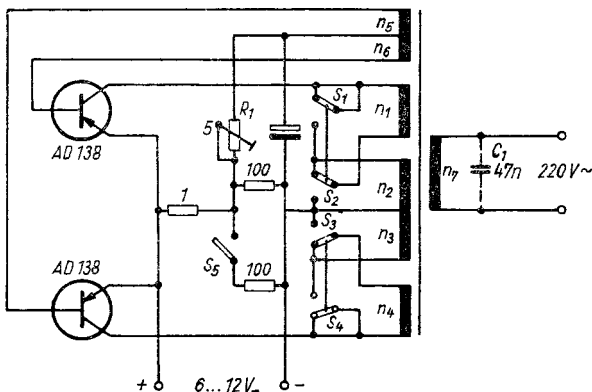 n5
n6
S1
n1
R1
5
AD 138
C1
47n
220V~
n7
100
n2
S2
1
S3
n3
S5
100
AD 138
n4
S4
+ 6...12V- -